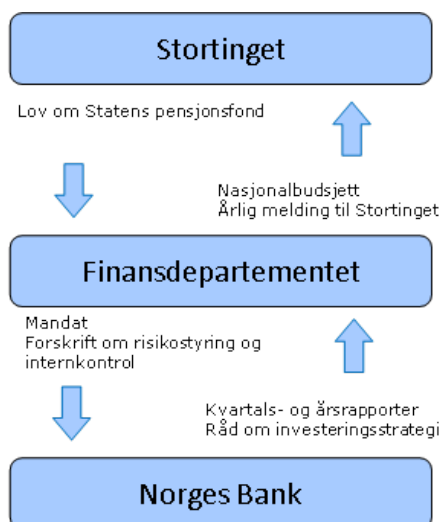 Stortinget
Lov om Statens pensjonsfond
Nasjonalbudsjett
Årlig melding til Stortinget
Finansdepartementet
Mandat
Forskrift om risikostyring og
internkontrol
Kvartals- og årsrapporter
Råd om investeringsstrategi
Norges Bank